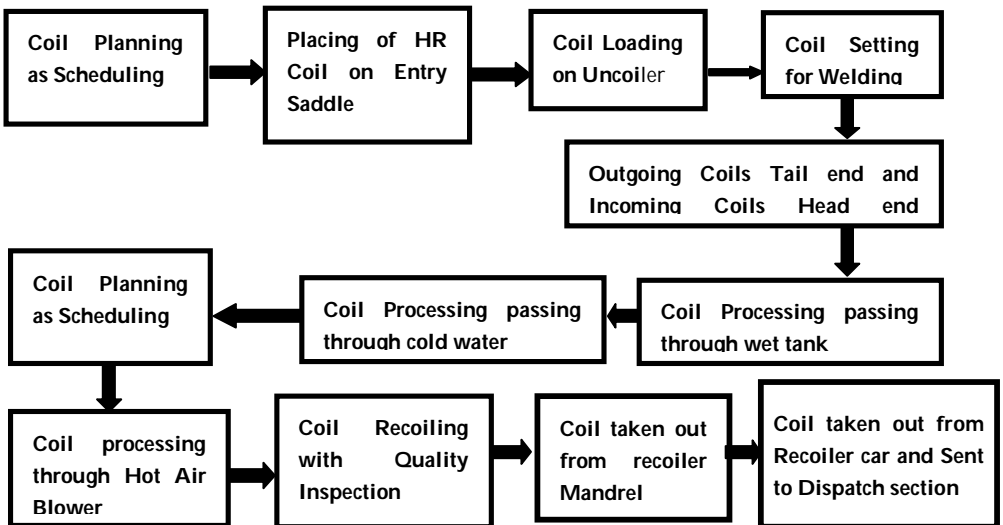 Coil Planning
as Scheduling
Placing of HR
Coil on Entry
Saddle
Coil Loading
on Uncoiler
Coil Setting
for Welding
Outgoing Coils Tail end and
Incoming Coils Head end
Coil Processing passing
through wet tank
Coil Processing passing
through cold water
Coil Planning
as Scheduling
Coil processing
through Hot Air
Blower
Coil Recoiling
with Quality
Inspection
Coil taken out
from recoiler
Mandrel
Coil taken out from
Recoiler car and Sent
to Dispatch section